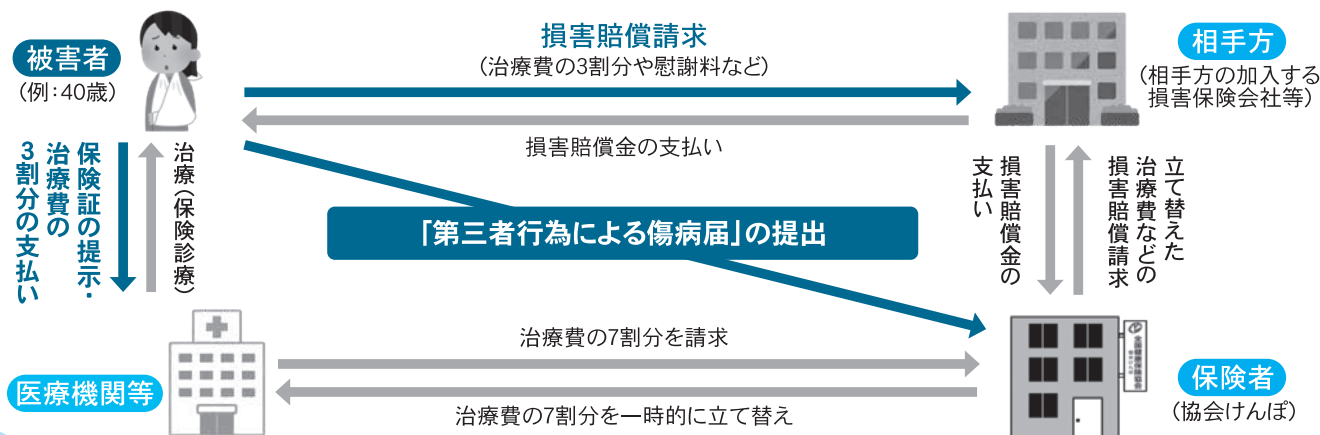 被害者
(例：40歳)
損害賠償請求
(治療費の3割分や慰謝料など)
相手方
(相手方の加入する
損害保険会社等)
損害賠償金の支払い
保険証の提示・
治療費の
3割分の支払い
治療(保険診療)
「第三者行為による傷病届」の提出
損害賠償金の
支払い
立て替えた
治療費などの
損害賠償請求
治療費の7割分を請求
医療機関等
治療費の7割分を一時的に立て替え
全国健康保険協会
保険者
(協会けんぽ)